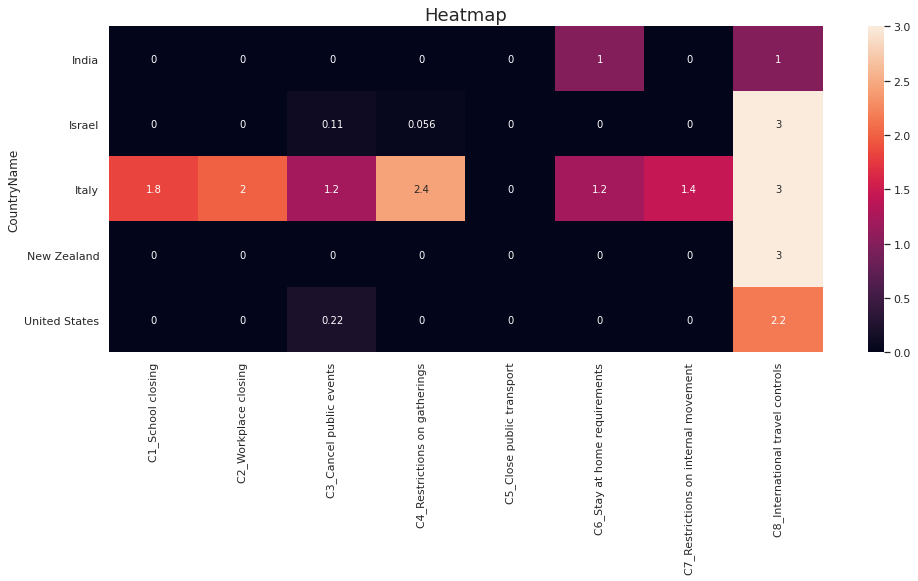 Heatmap
CountryName
India 0 0 0 0 0 1 0 1
Israel 0 0 0.11 0.056 0 0 0 3
Italy 1.8 2 1.2 2.4 0 1.2 1.4 3
New Zealand 0 0 0 0 0 0 0 3
United States 0 0 0.22 0 0 0 0 2.2
C1_School closing
C2_Workplace closing
C3_Cancel public events
C4_Restrictions on gatherings
C5_Close public transport
C6_Stay at home requirements
C7_Restrictions on internal movement
C8_International travel controls
3.0
2.5
2.0
1.5
1.0
0.5
0.0